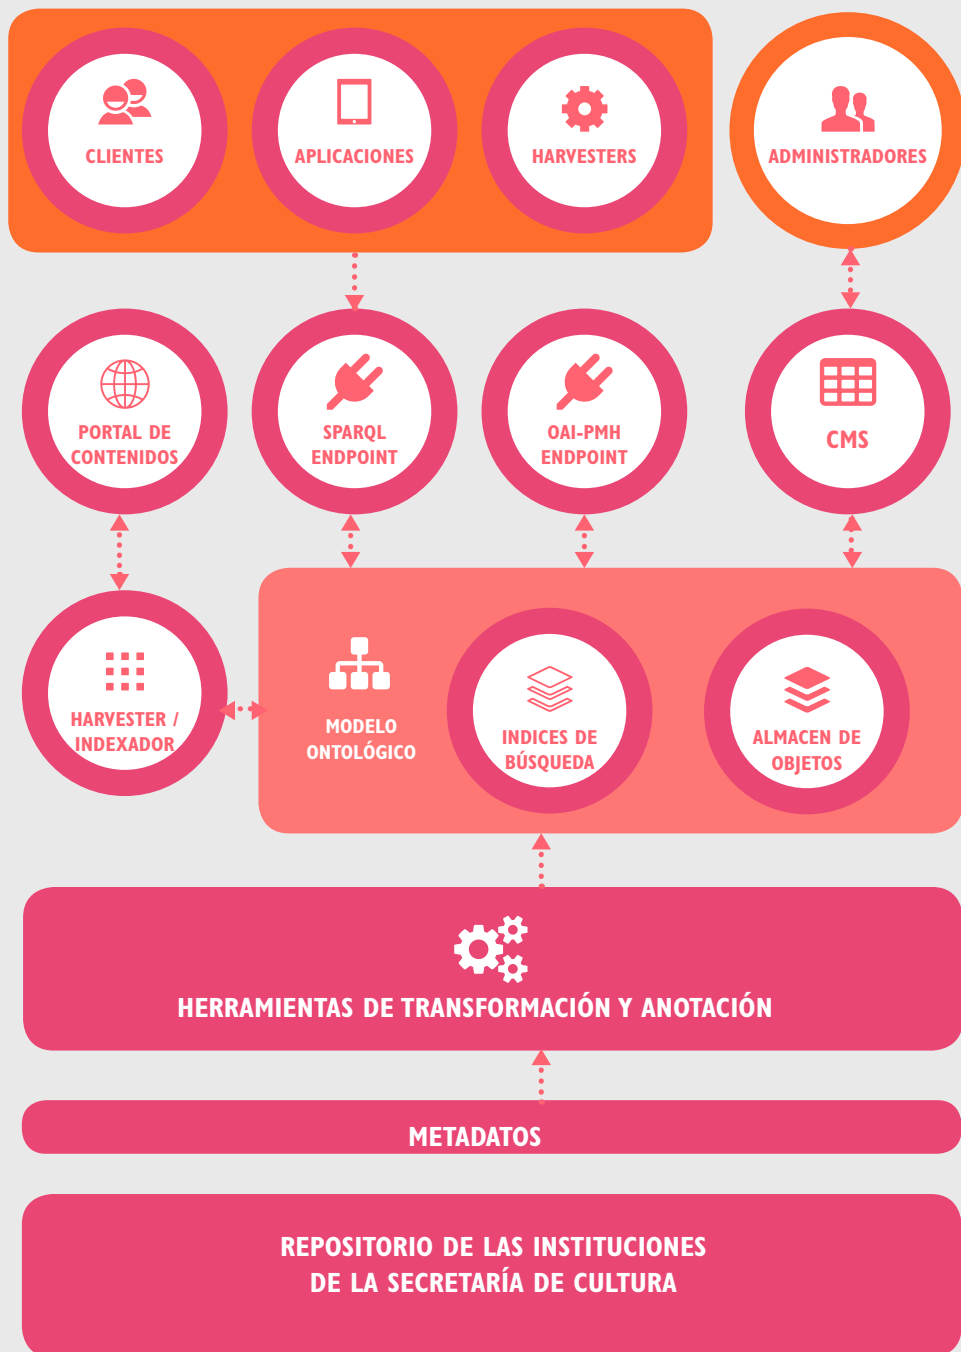 CLIENTES
APLICACIONES
HARVESTERS
ADMINISTRADORES
PORTAL DE
CONTENIDOS
SPARQL
ENDPOINT
OAI-PMH
ENDPOINT
CMS
HARVESTER /
INDEXADOR
MODELO
ONTOLÓGICO
INDICES DE
BÚSQUEDA
ALMACEN DE
OBJETOS
HERRAMIENTAS DE TRANSFORMACIÓN Y ANOTACIÓN
METADATOS
REPOSITORIO DE LAS INSTITUCIONES
DE LA SECRETARÍA DE CULTURA